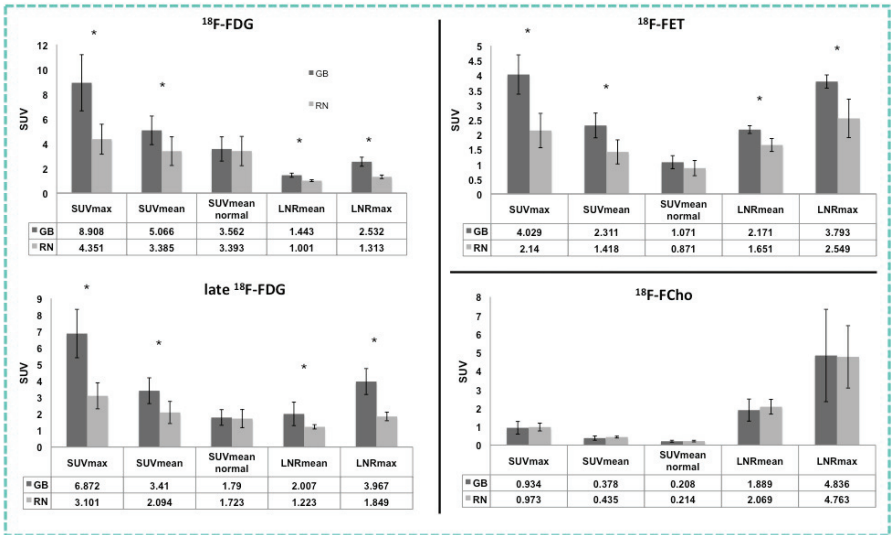 ¹⁸F-FDG
12
10
8
6
4
2
0
SUV
GB
RN
*
*
*
*
SUVmax SUVmean SUVmean normal LNRmean LNRmax
GB 8.908 5.066 3.562 1.443 2.532
RN 4.351 3.385 3.393 1.001 1.313
¹⁸F-FET
5
4.5
4
3.5
3
2.5
2
1.5
1
0.5
0
SUV
*
*
*
*
SUVmax SUVmean SUVmean normal LNRmean LNRmax
GB 4.029 2.311 1.071 2.171 3.793
RN 2.14 1.418 0.871 1.651 2.549
late ¹⁸F-FDG
9
8
7
6
5
4
3
2
1
0
SUV
*
*
*
*
SUVmax SUVmean SUVmean normal LNRmean LNRmax
GB 6.872 3.41 1.79 2.007 3.967
RN 3.101 2.094 1.723 1.223 1.849
¹⁸F-FCho
8
7
6
5
4
3
2
1
0
SUV
SUVmax SUVmean SUVmean normal LNRmean LNRmax
GB 0.934 0.378 0.208 1.889 4.836
RN 0.973 0.435 0.214 2.069 4.763